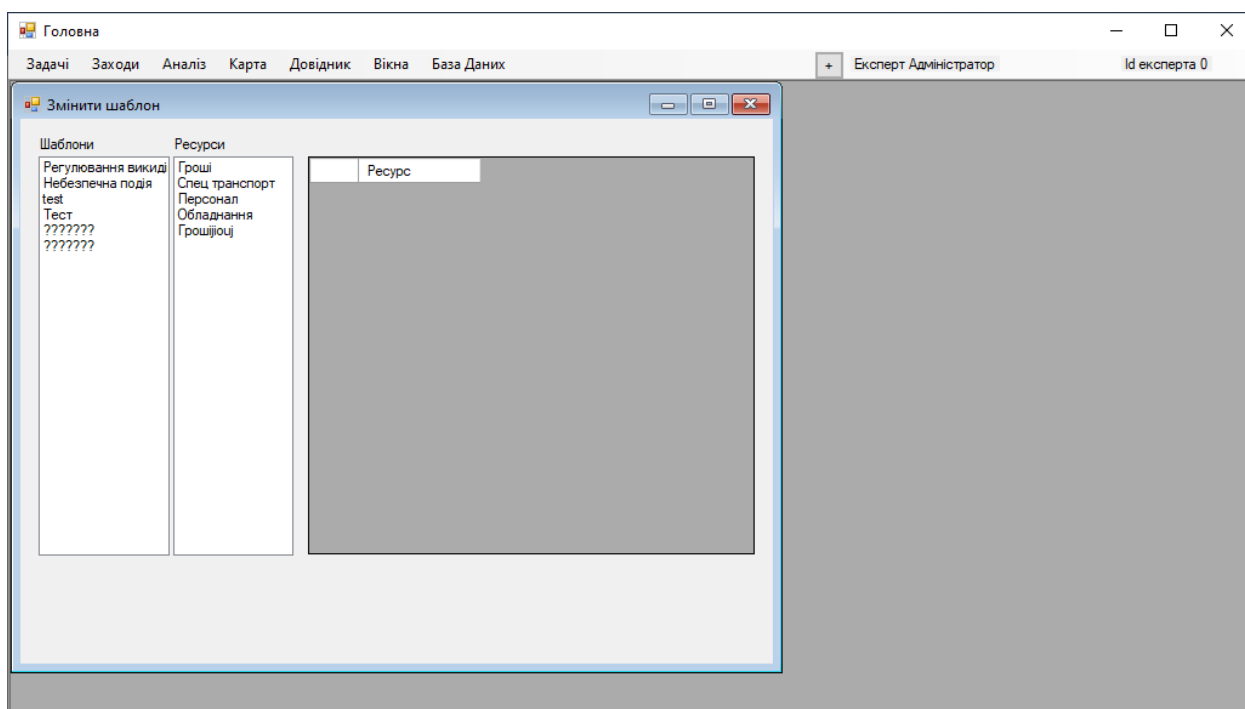 Головна
Задачі Заходи Аналіз Карта Довідник Вікна База Даних + Експерт Адміністратор Id експерта 0
Змінити шаблон
Шаблони Ресурси
Регулювання викиді Гроші Ресурс
Небезпечна подія Спец транспорт
test Персонал
Тест Обладнання
??????? Грошijiouj
???????